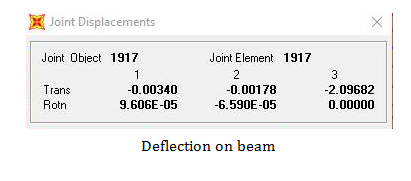 Joint Displacements
Joint Object 1917 Joint Element 1917
1 2 3
Trans -0.00340 -0.00178 -2.09682
Rotn 9.606E-05 -6.590E-05 0.00000
Deflection on beam